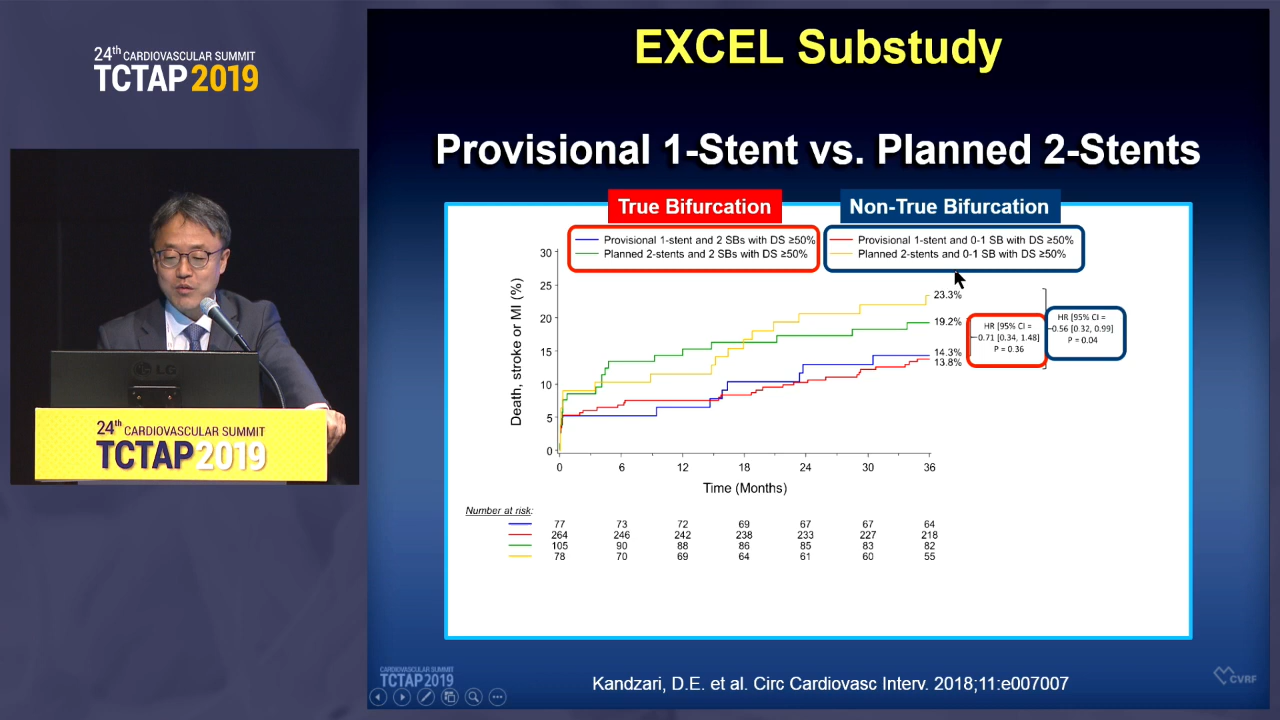 24th CARDIOVASCULAR SUMMIT
TCTAP 2019
LG
24th CARDIOVASCULAR SUMMIT
TCTAP 2019
EXCEL Substudy
Provisional 1-Stent vs. Planned 2-Stents
True Bifurcation
Non-True Bifurcation
Provisional 1-stent and 2 SBs with DS ≥50%
Planned 2-stents and 2 SBs with DS ≥50%
Provisional 1-stent and 0-1 SB with DS ≥50%
Planned 2-stents and 0-1 SB with DS ≥50%
Death, stroke or MI (%)
30
25
20
15
10
5
0
23.3%
19.2%
14.3%
13.8%
HR [95% CI =
0.71 [0.34, 1.48]
P = 0.36
HR [95% CI =
0.56 [0.32, 0.99]
P = 0.04
0 6 12 18 24 30 36
Time (Months)
Number at risk:
77 73 72 69 67 67 64
264 246 242 238 233 227 218
105 90 88 86 85 83 82
78 70 69 64 61 60 55
CARDIOVASCULAR SUMMIT
TCTAP 2019
Kandzari, D.E. et al. Circ Cardiovasc Interv. 2018;11:e007007
CVRF